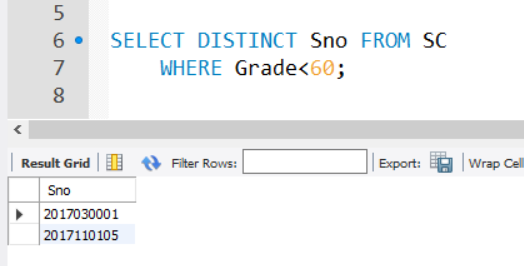 5
6 SELECT DISTINCT Sno FROM SC
7 WHERE Grade<60;
8
Result Grid Filter Rows: Export: Wrap Cell
Sno
2017030001
2017110105